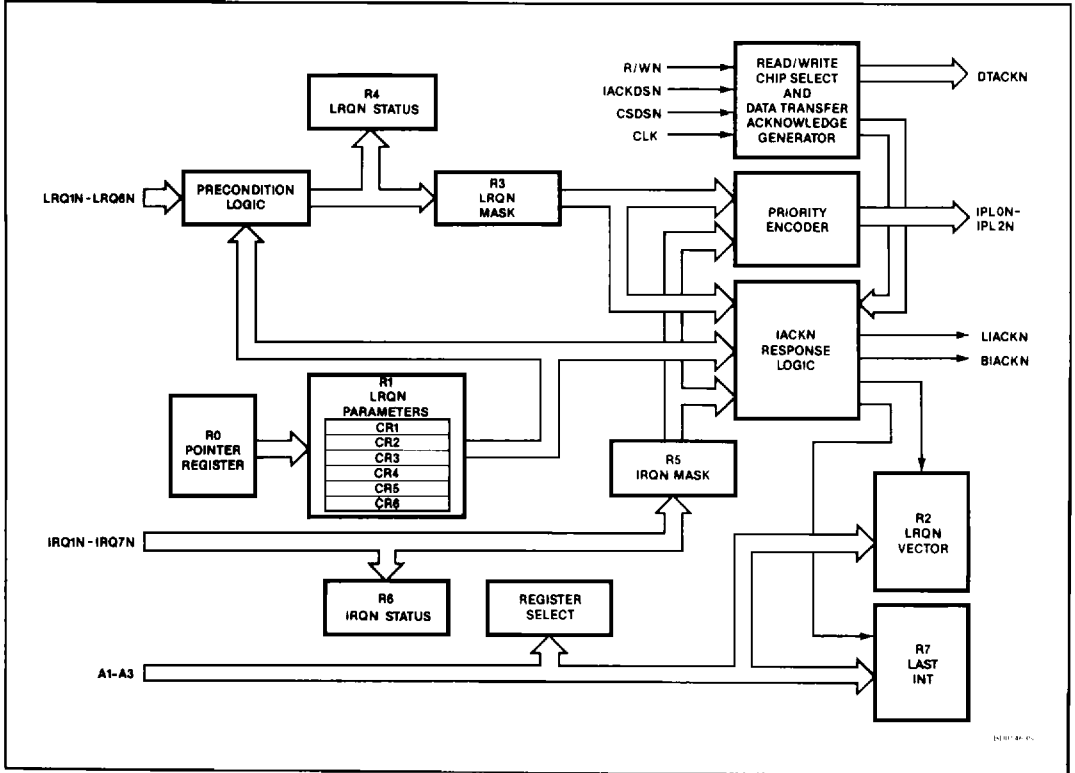 R/WN
IACKDSN
CSDSN
CLK
READ/WRITE
CHIP SELECT
AND
DATA TRANSFER
ACKNOWLEDGE
GENERATOR
DTACKN
R4
LRQN STATUS
LRQ1N-LRQ6N
PRECONDITION
LOGIC
R3
LRQN
MASK
PRIORITY
ENCODER
IPL0N-
IPL2N
IACKN
RESPONSE
LOGIC
LIACKN
BIACKN
R0
POINTER
REGISTER
R1
LRQN
PARAMETERS
CR1
CR2
CR3
CR4
CR5
CR6
R5
IRQN MASK
R2
LRQN
VECTOR
IRQ1N-IRQ7N
R6
IRQN STATUS
REGISTER
SELECT
R7
LAST
INT
A1-A3